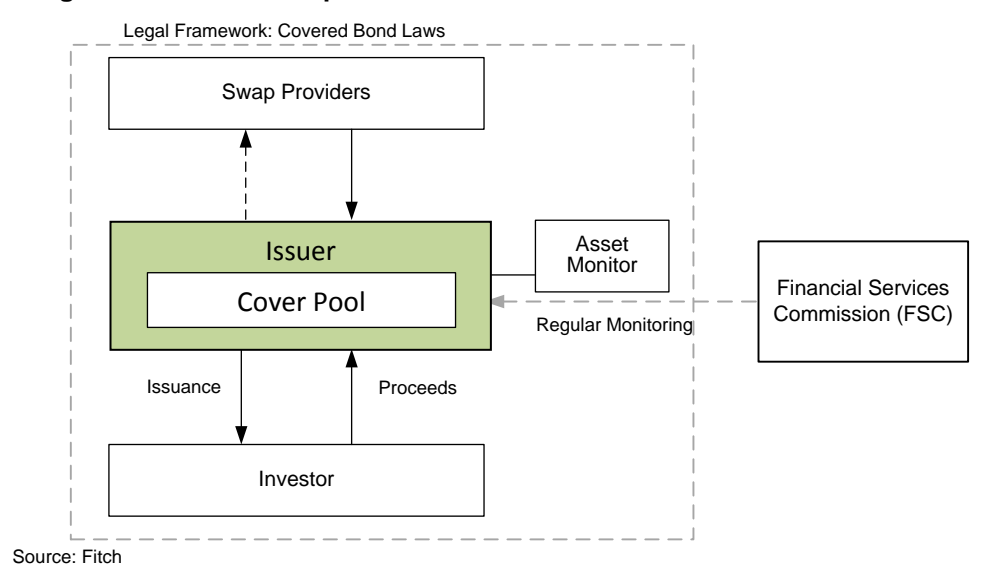 Legal Framework: Covered Bond Laws
Swap Providers
Issuer
Cover Pool
Asset
Monitor
Financial Services
Commission (FSC)
Regular Monitoring
Issuance
Proceeds
Investor
Source: Fitch